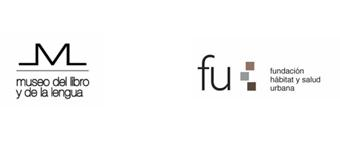 museo del libro
y de la lengua
fu
fundación
hábitat y salud
urbana